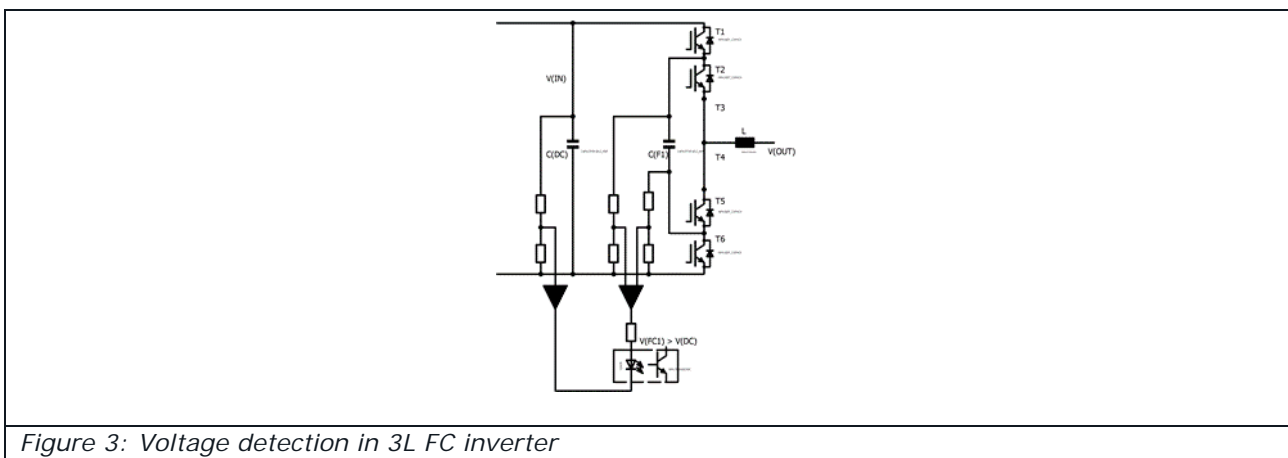 T1
T2
V(IN)
T3
L
V(OUT)
C(DC)
C(F1)
T4
T5
T6
V(FC1) > V(DC)
Figure 3: Voltage detection in 3L FC inverter